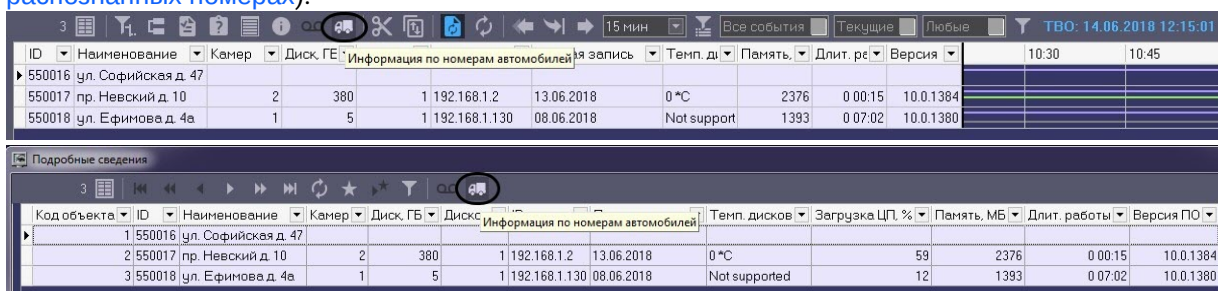 распознанных номерах).
3 15 мин Все события Текущие Любые ТВО: 14.06.2018 12:15:01
ID Наименование Камер Диск, ГЕ Информация по номерам автомобилей я запись Темп. ди Память, Длит. ре Версия 10:30 10:45
550016 ул. Софийская д. 47
550017 пр. Невский д. 10 2 380 1 192.168.1.2 13.06.2018 0 *C 2376 0 00:15 10.0.1384
550018 ул. Ефимова д. 4а 1 5 1 192.168.1.130 08.06.2018 Not support 1393 0 07:02 10.0.1380
Подробные сведения
3
Код объекта ID Наименование Камер Диск, ГБ Диско Информация по номерам автомобилей Темп. дисков Загрузка ЦП, % Память, МБ Длит. работы Версия ПО
1 550016 ул. Софийская д. 47
2 550017 пр. Невский д. 10 2 380 1 192.168.1.2 13.06.2018 0 *C 59 2376 0 00:15 10.0.1384
3 550018 ул. Ефимова д. 4а 1 5 1 192.168.1.130 08.06.2018 Not supported 12 1393 0 07:02 10.0.1380